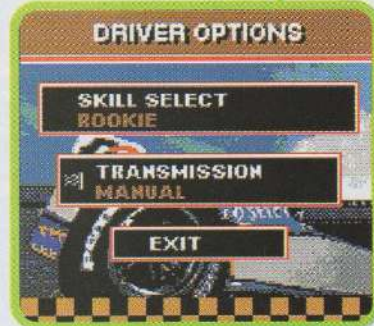 DRIVER OPTIONS
SKILL SELECT
ROOKIE
TRANSMISSION
MANUAL
EXIT